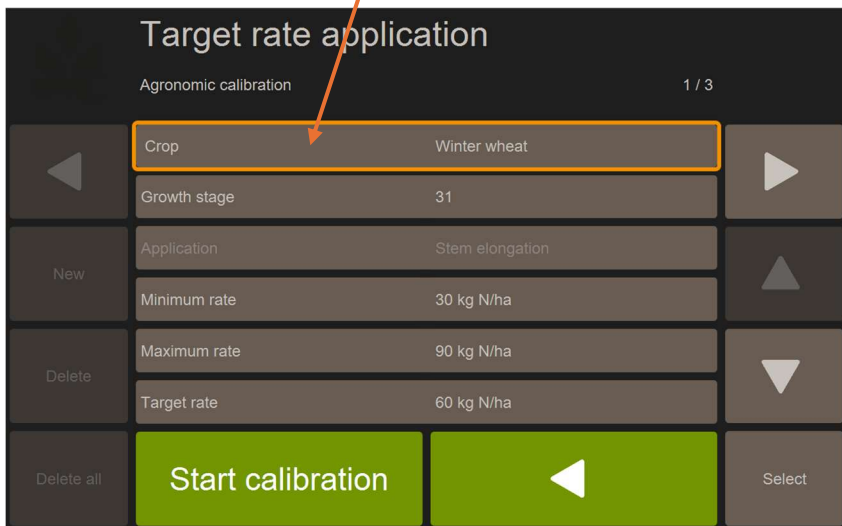 Target rate application
Agronomic calibration 1 / 3
Crop Winter wheat
Growth stage 31
Application Stem elongation
New
Minimum rate 30 kg N/ha
Maximum rate 90 kg N/ha
Delete
Target rate 60 kg N/ha
Delete all Start calibration Select